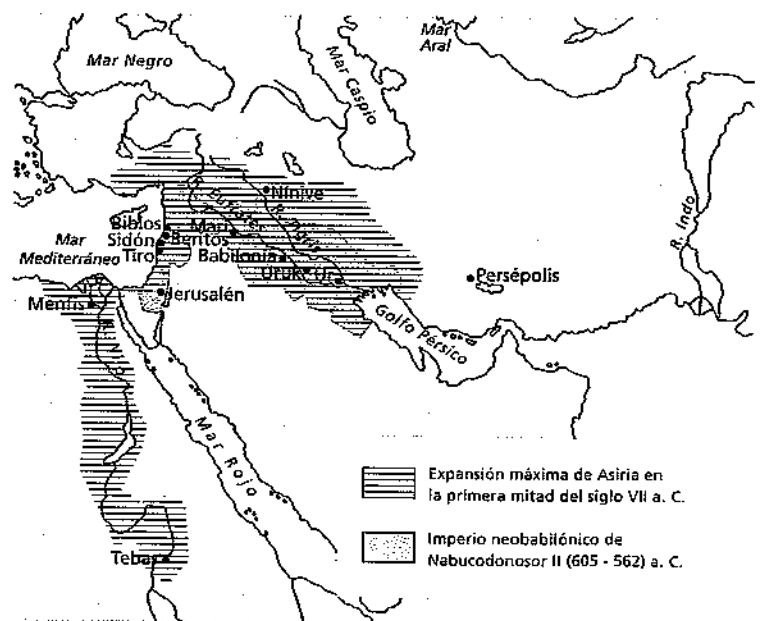 Mar Negro
Mar Caspio
Mar
Aral
R. Indo
Nínive
R. Eufrates
R. Tigris
Biblos
Mari
Sidón
Beritos
Mar
Mediterráneo
Tiro
Babilonia
Uruk
Ur
Persépolis
Menfis
Jerusalén
Golfo Pérsico
Mar Rojo
Tebas
Expansión máxima de Asiria en
la primera mitad del siglo VII a. C.
Imperio neobabilónico de
Nabucodonosor II (605 - 562) a. C.